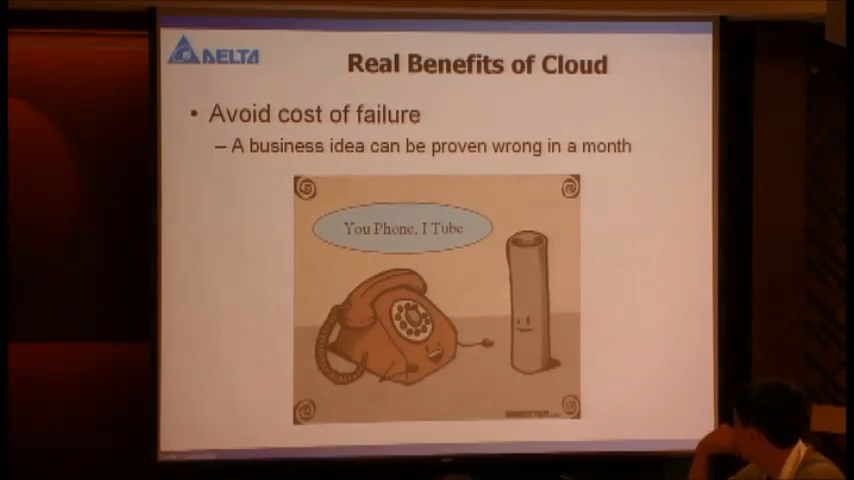 DELTA
Real Benefits of Cloud
• Avoid cost of failure
– A business idea can be proven wrong in a month
You Phone. I Tube